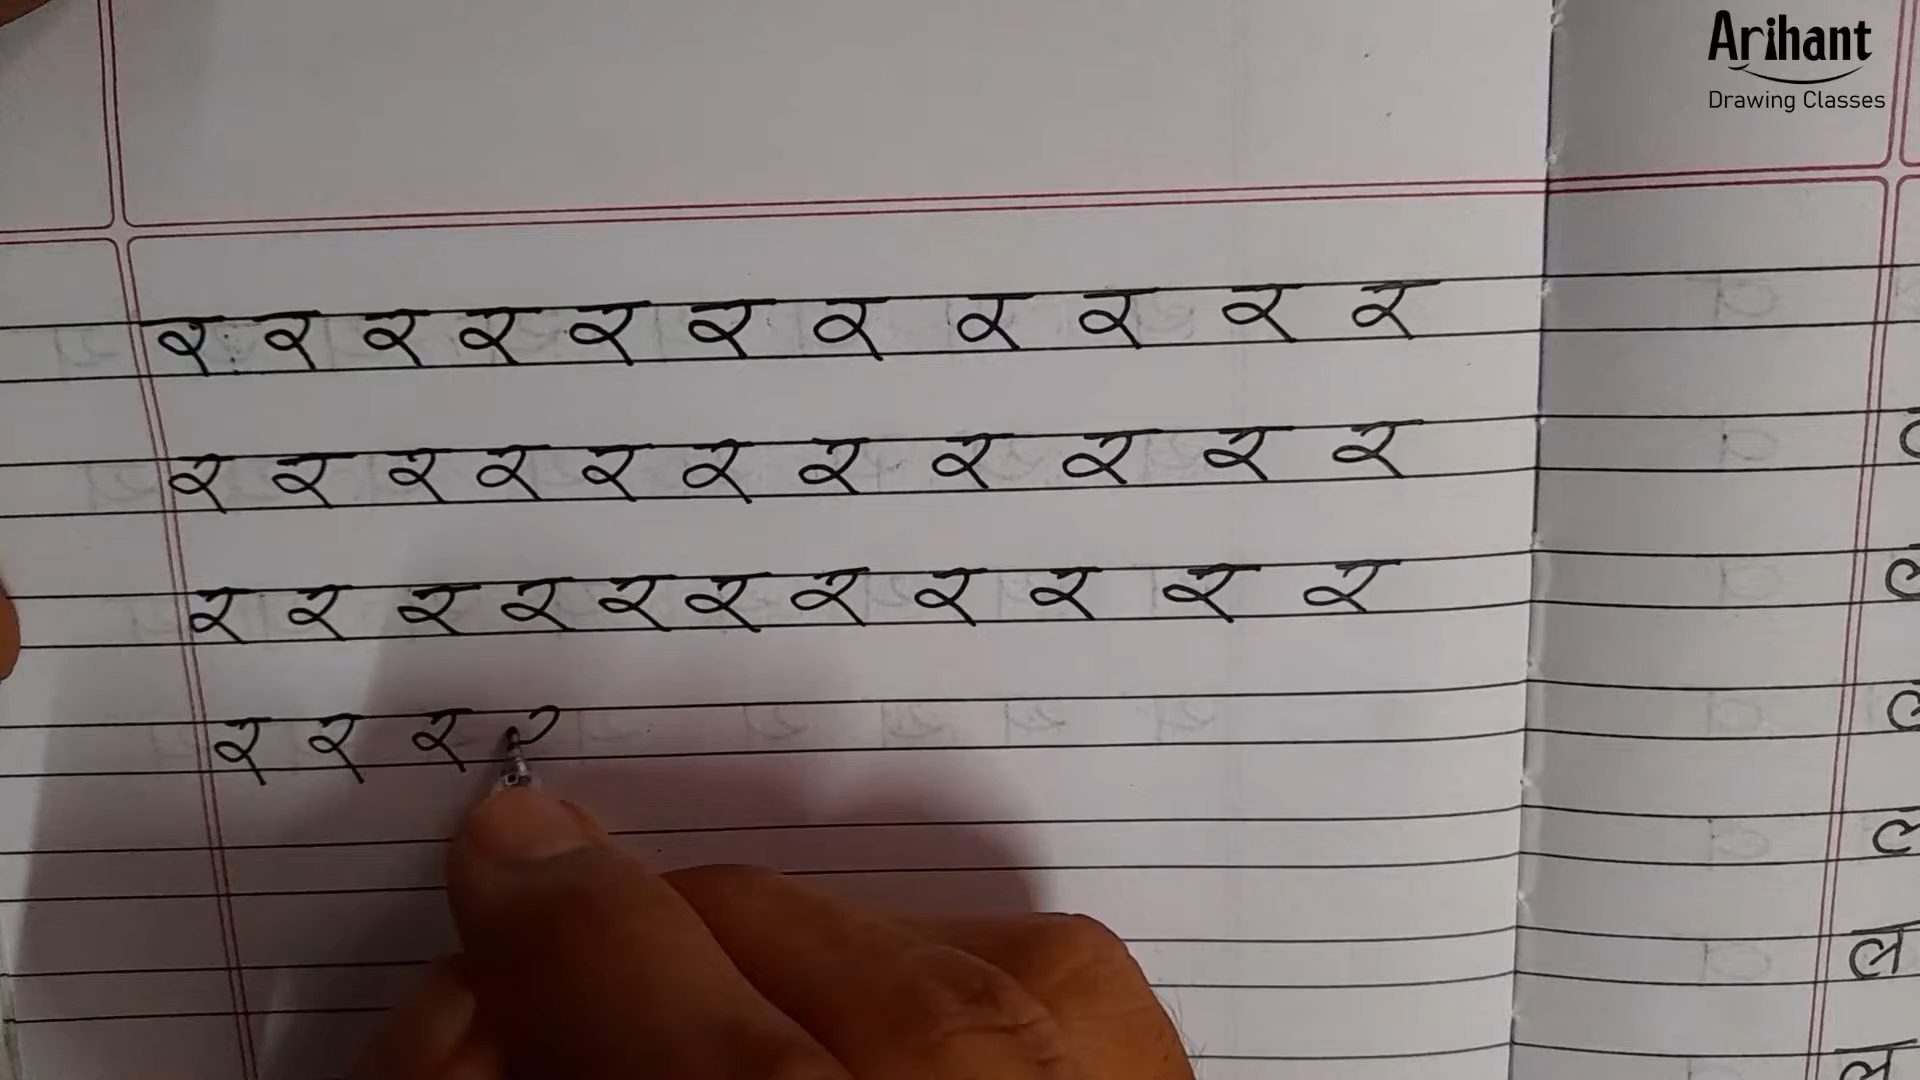 Arihant
Drawing Classes
र र र र र र र र र र र
र र र र र र र र र र र
र र र र र र र र र र र
र र र
ल